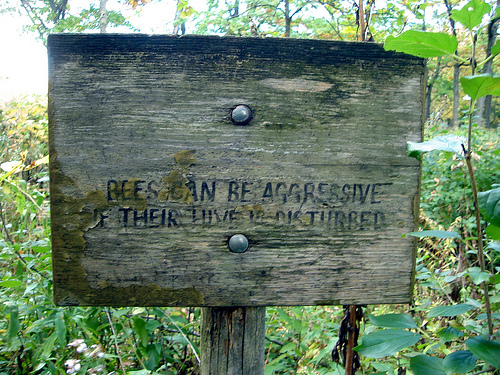 BEES CAN BE AGGRESSIVE
IF THEIR HIVE IS DISTURBED